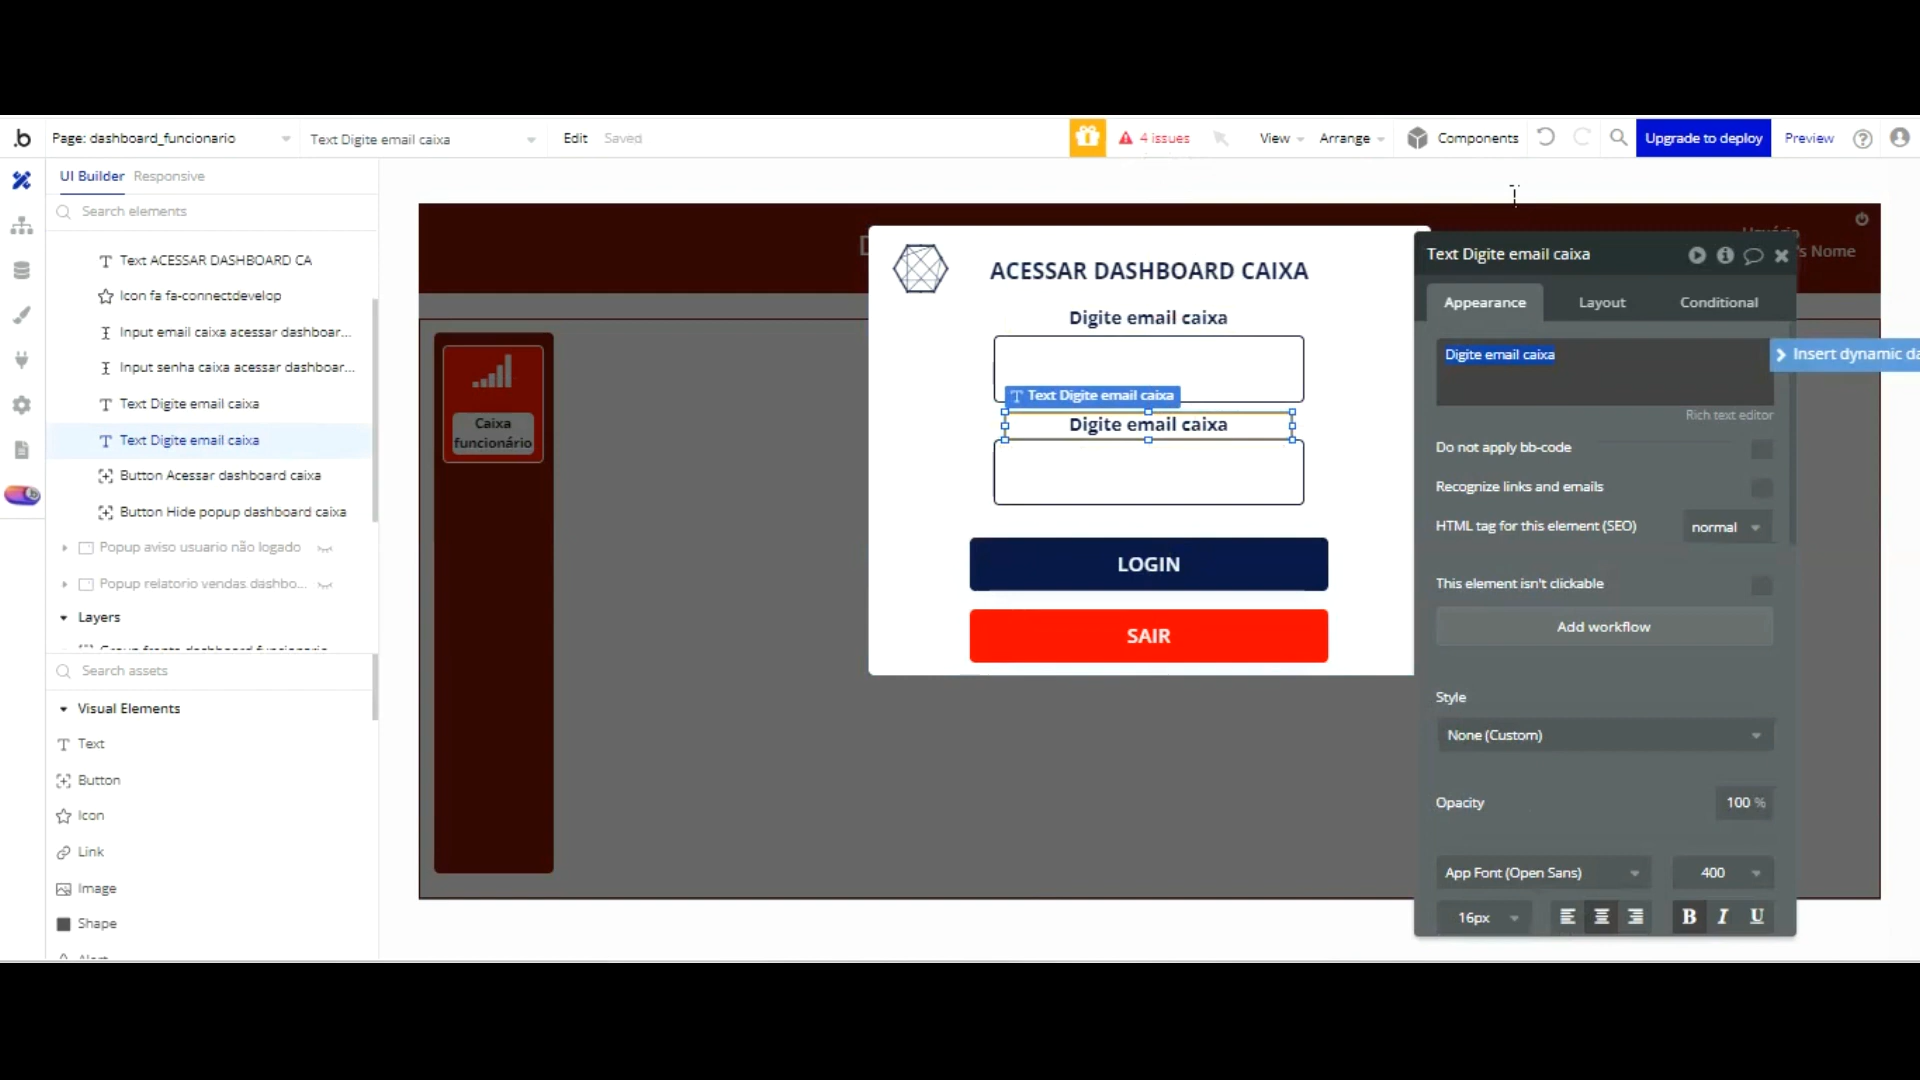 .b Page: dashboard_funcionario Text Digite email caixa Edit Saved 4 issues View Arrange Components Upgrade to deploy Preview
UI Builder Responsive
Search elements
Text ACESSAR DASHBOARD CA
Icon fa fa-connectdevelop
Input email caixa acessar dashboar...
Input senha caixa acessar dashboar...
Text Digite email caixa
Text Digite email caixa
Button Acessar dashboard caixa
Button Hide popup dashboard caixa
Popup aviso usuario não logado
Popup relatorio vendas dashbo...
Layers
Search assets
Visual Elements
Text
Button
Icon
Link
Image
Shape
Caixa
funcionário
ACESSAR DASHBOARD CAIXA
Digite email caixa
Text Digite email caixa
Digite email caixa
LOGIN
SAIR
's Nome
Text Digite email caixa
Appearance Layout Conditional
Digite email caixa
Insert dynamic da
Rich text editor
Do not apply bb-code
Recognize links and emails
HTML tag for this element (SEO) normal
This element isn't clickable
Add workflow
Style
None (Custom)
Opacity 100 %
App Font (Open Sans) 400
16px B I U